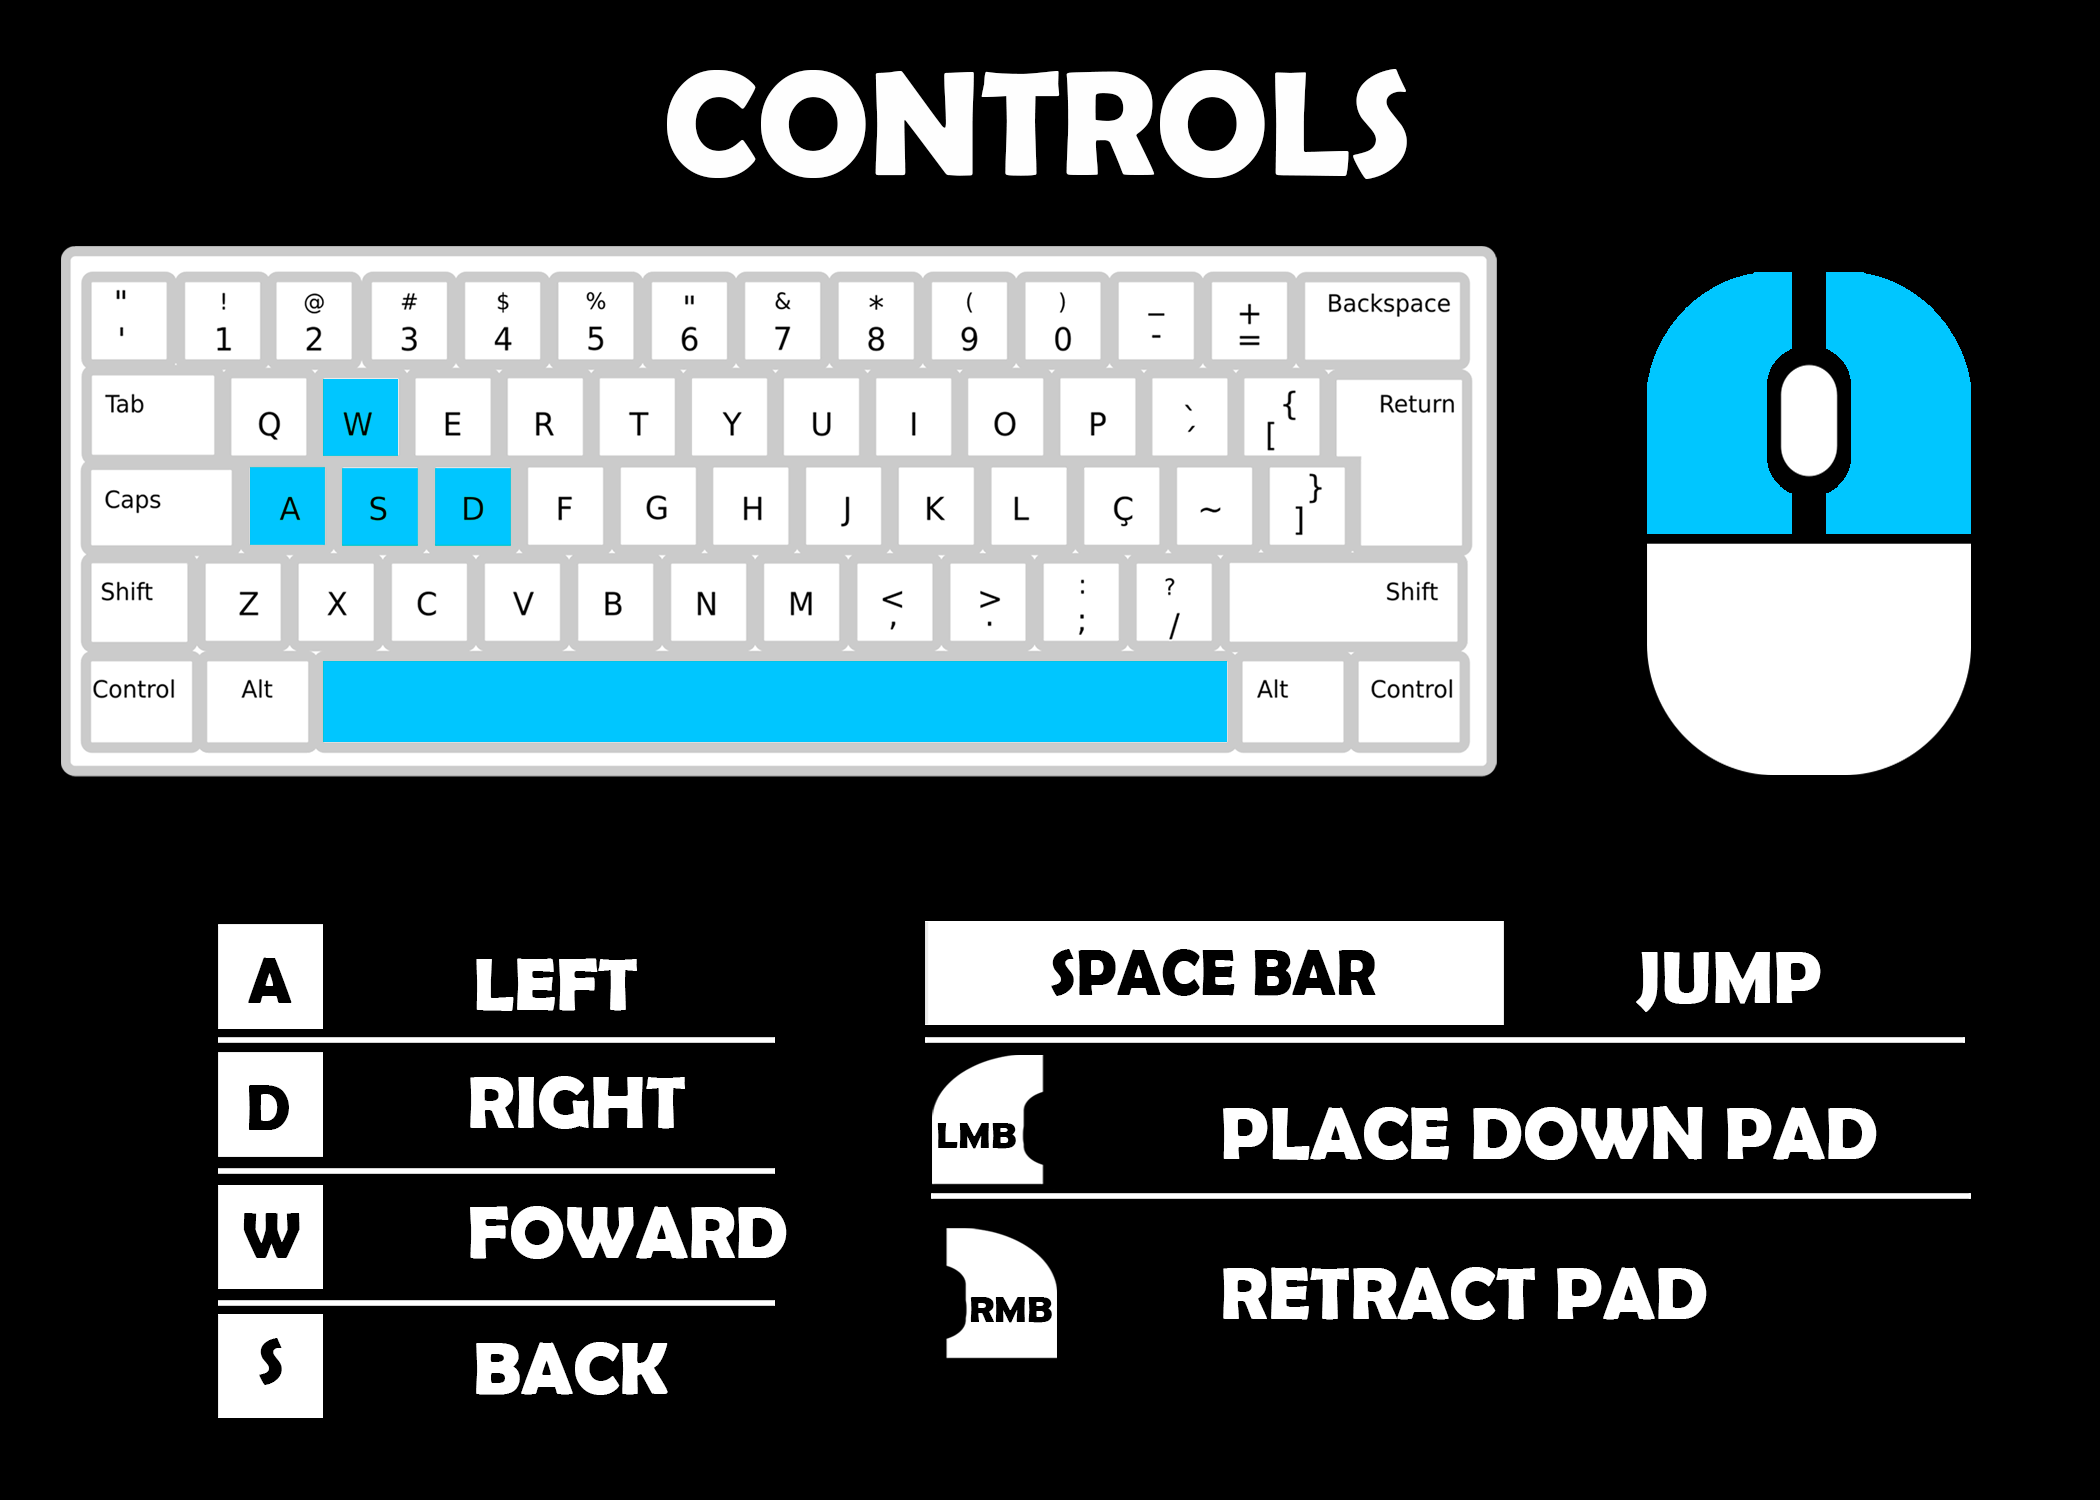 CONTROLS
" ! @ # $ % " & * ( ) _ + Backspace
' 1 2 3 4 5 6 7 8 9 0 - =
Tab Q W E R T Y U I O P ` ´ { [ Return
Caps A S D F G H J K L Ç ~ } ]
Shift Z X C V B N M < , > . : ; ? / Shift
Control Alt Alt Control
A LEFT
D RIGHT
W FOWARD
S BACK
SPACE BAR JUMP
LMB PLACE DOWN PAD
RMB RETRACT PAD